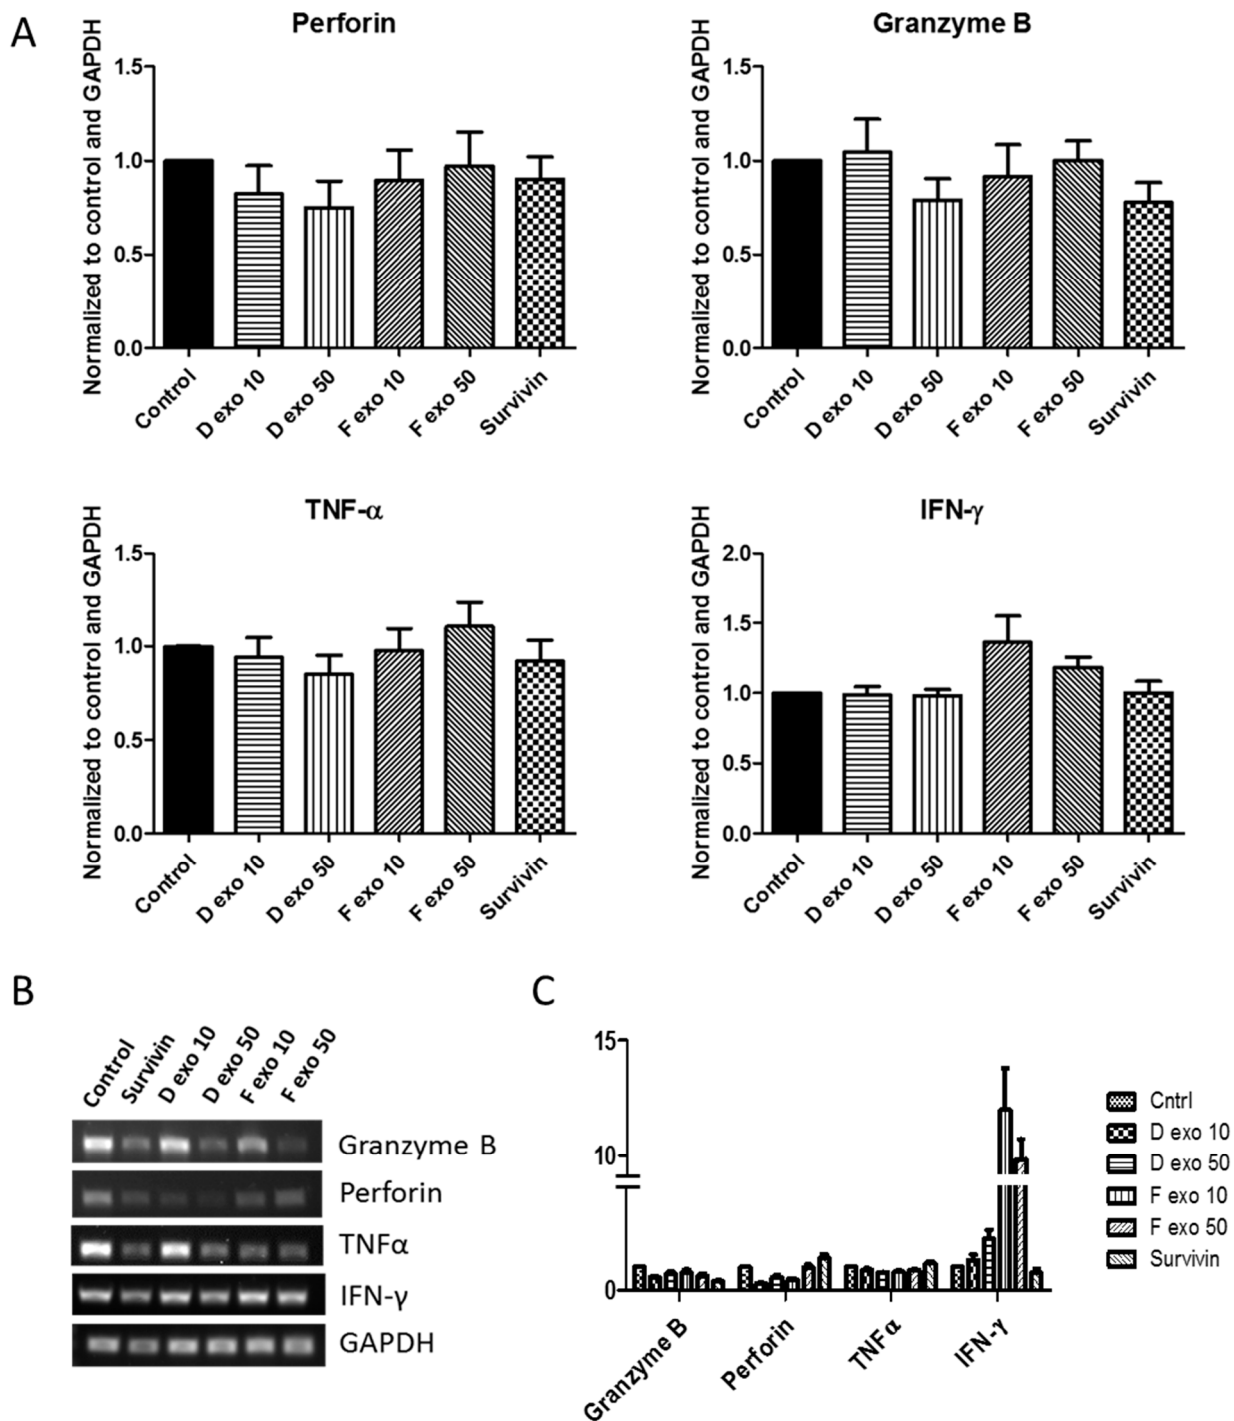 A
Perforin
Normalized to control and GAPDH
1.5
1.0
0.5
0.0
Control
D exo 10
D exo 50
F exo 10
F exo 50
Survivin
Granzyme B
Normalized to control and GAPDH
1.5
1.0
0.5
0.0
Control
D exo 10
D exo 50
F exo 10
F exo 50
Survivin
TNF-α
Normalized to control and GAPDH
1.5
1.0
0.5
0.0
Control
D exo 10
D exo 50
F exo 10
F exo 50
Survivin
IFN-γ
Normalized to control and GAPDH
2.0
1.5
1.0
0.5
0.0
Control
D exo 10
D exo 50
F exo 10
F exo 50
Survivin
B
Control
Survivin
D exo 10
D exo 50
F exo 10
F exo 50
Granzyme B
Perforin
TNFα
IFN-γ
GAPDH
C
15
10
0
Granzyme B
Perforin
TNFα
IFN-γ
Cntrl
D exo 10
D exo 50
F exo 10
F exo 50
Survivin